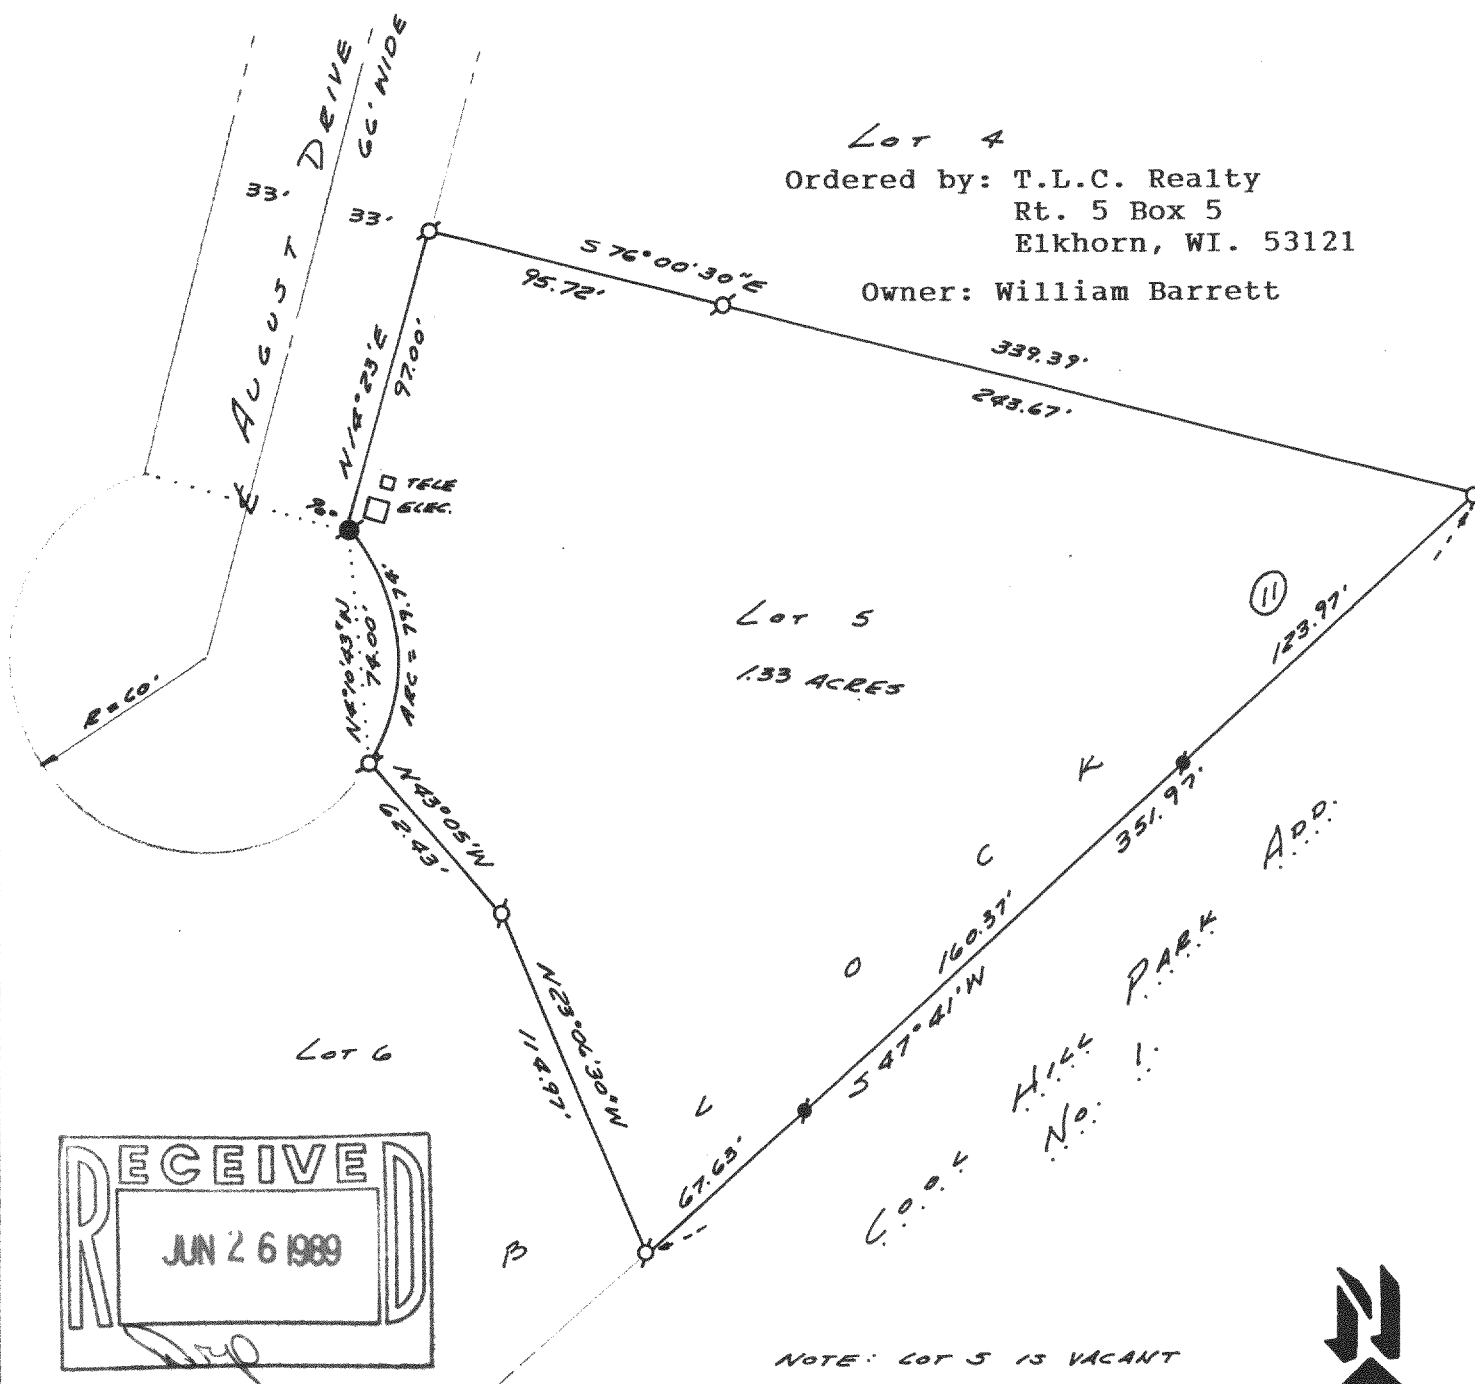 AUGUST DRIVE
66' WIDE
33'
33'
LOT 4
Ordered by: T.L.C. Realty
Rt. 5 Box 5
Elkhorn, WI. 53121
Owner: William Barrett
S 76°00'30"E
95.72'
339.39'
243.67'
97.00'
90°
TELE
ELEC.
ARC = 79.74'
74.00'
R = 60'
LOT 5
1.33 ACRES
11
123.97'
351.97'
160.37'
S 47°41'W
67.63'
N43°05'W
62.43'
N23°06'30"W
114.97'
LOT 6
B L O C K
COOL HILL PARK ADD.
No. 1
RECEIVED
JUN 26 1989
NOTE: LOT 5 IS VACANT
N